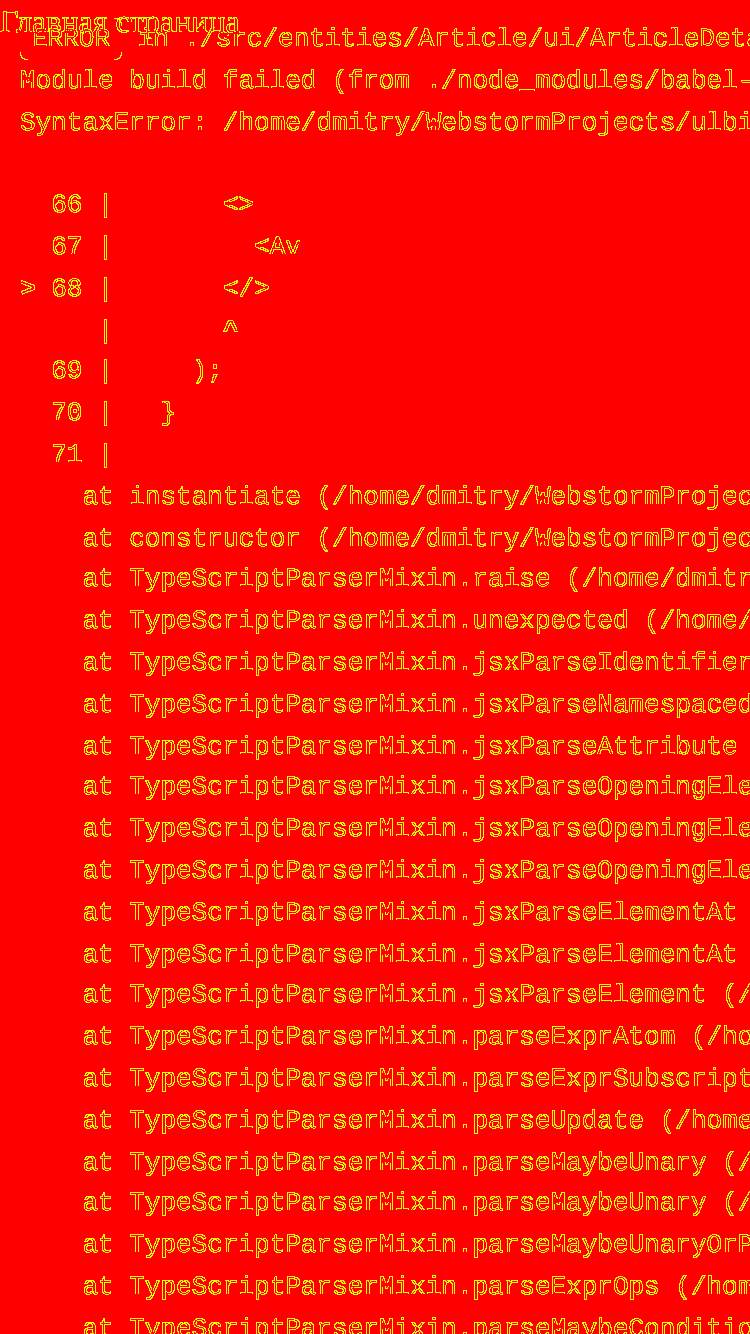 Главная страница
ERROR in ./src/entities/Article/ui/ArticleDeta
Module build failed (from ./node_modules/babel-
SyntaxError: /home/dmitry/WebstormProjects/ulbi
66 |       <>
67 |         <Av
> 68 |       </>
|       ^
69 |     );
70 |   }
71 |
at instantiate (/home/dmitry/WebstormProjec
at constructor (/home/dmitry/WebstormProjec
at TypeScriptParserMixin.raise (/home/dmitr
at TypeScriptParserMixin.unexpected (/home/
at TypeScriptParserMixin.jsxParseIdentifier
at TypeScriptParserMixin.jsxParseNamespaced
at TypeScriptParserMixin.jsxParseAttribute
at TypeScriptParserMixin.jsxParseOpeningEle
at TypeScriptParserMixin.jsxParseOpeningEle
at TypeScriptParserMixin.jsxParseOpeningEle
at TypeScriptParserMixin.jsxParseElementAt
at TypeScriptParserMixin.jsxParseElementAt
at TypeScriptParserMixin.jsxParseElement (/
at TypeScriptParserMixin.parseExprAtom (/ho
at TypeScriptParserMixin.parseExprSubscript
at TypeScriptParserMixin.parseUpdate (/home
at TypeScriptParserMixin.parseMaybeUnary (/
at TypeScriptParserMixin.parseMaybeUnary (/
at TypeScriptParserMixin.parseMaybeUnaryOrP
at TypeScriptParserMixin.parseExprOps (/hom
at TypeScriptParserMixin.parseMaybeConditio